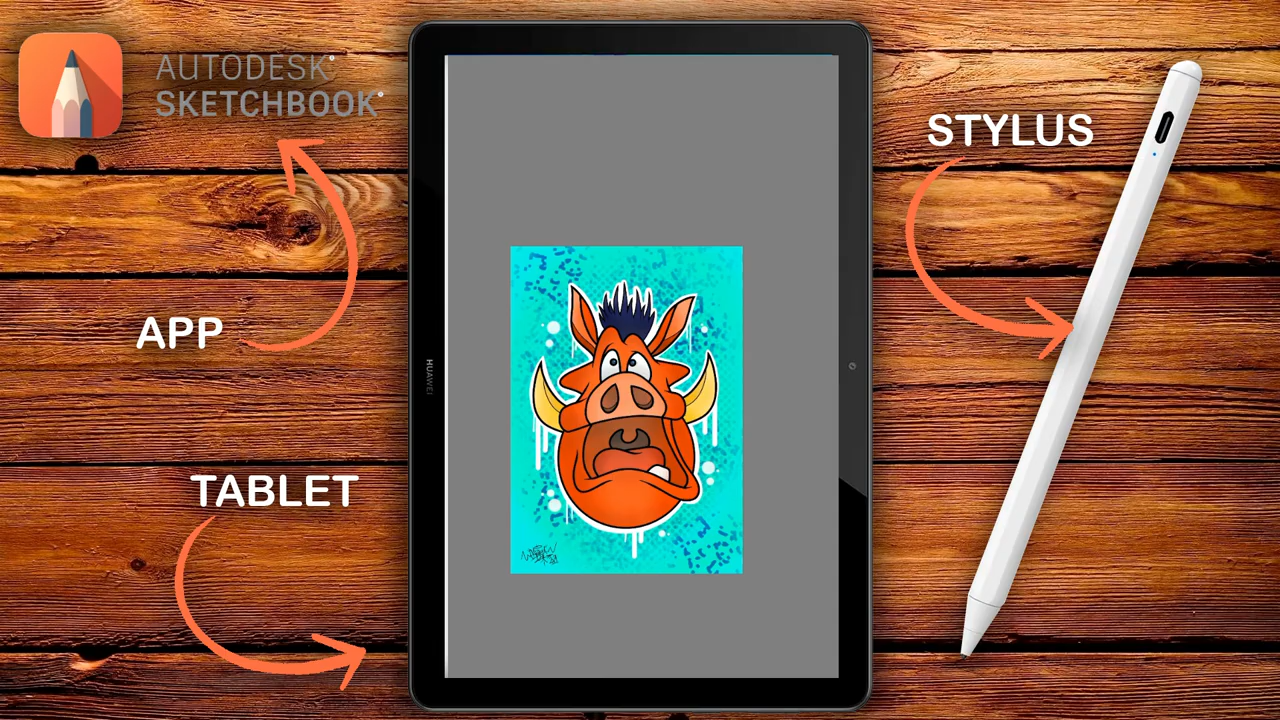 AUTODESK®
SKETCHBOOK®
APP
TABLET
HUAWEI
STYLUS